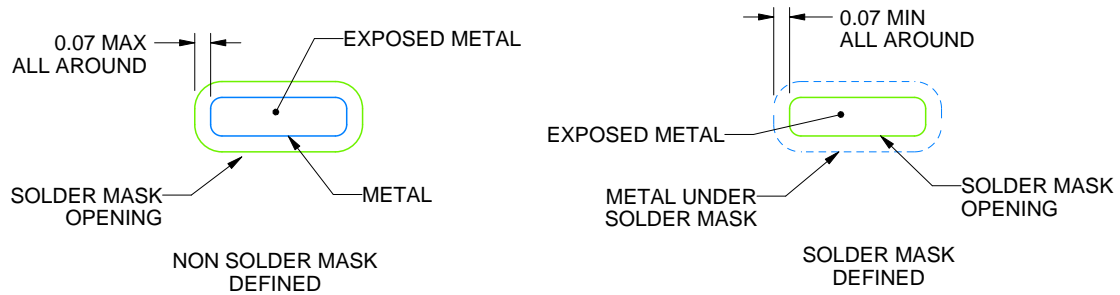 0.07 MAX
ALL AROUND
EXPOSED METAL
SOLDER MASK
OPENING
METAL
NON SOLDER MASK
DEFINED
0.07 MIN
ALL AROUND
EXPOSED METAL
METAL UNDER
SOLDER MASK
SOLDER MASK
OPENING
SOLDER MASK
DEFINED